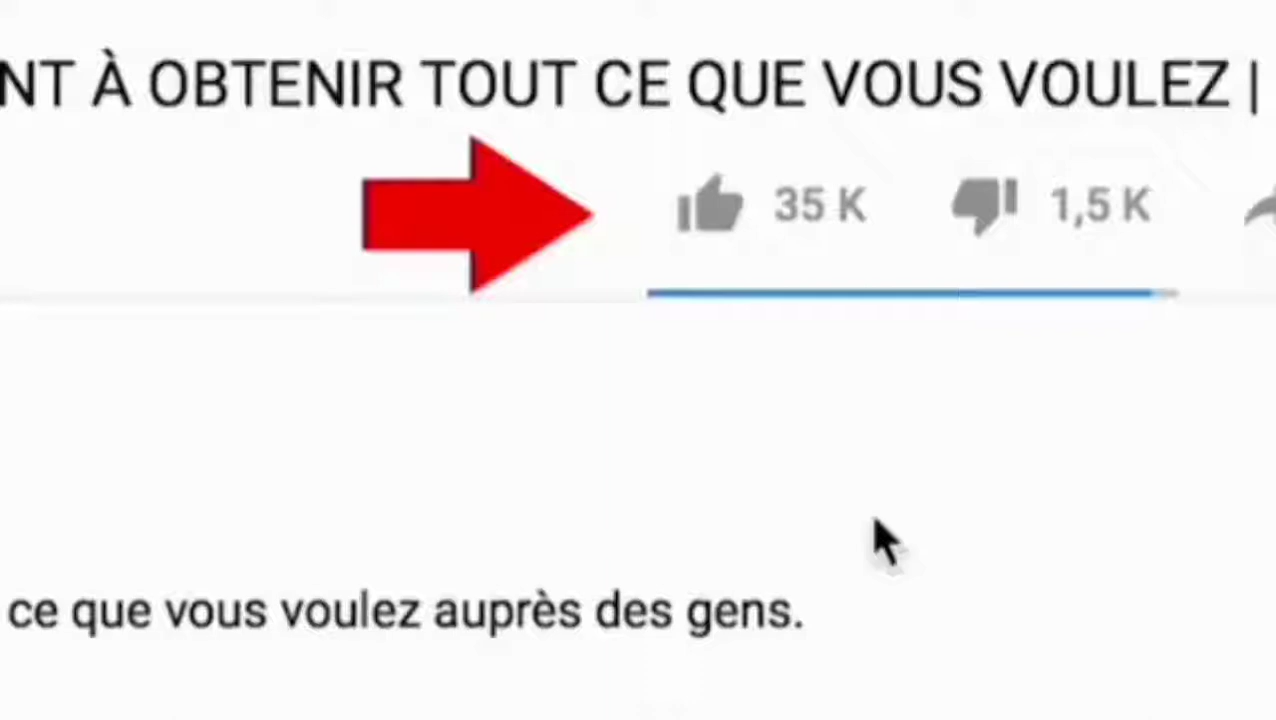 NT À OBTENIR TOUT CE QUE VOUS VOULEZ |
35 K 1,5 K
ce que vous voulez auprès des gens.